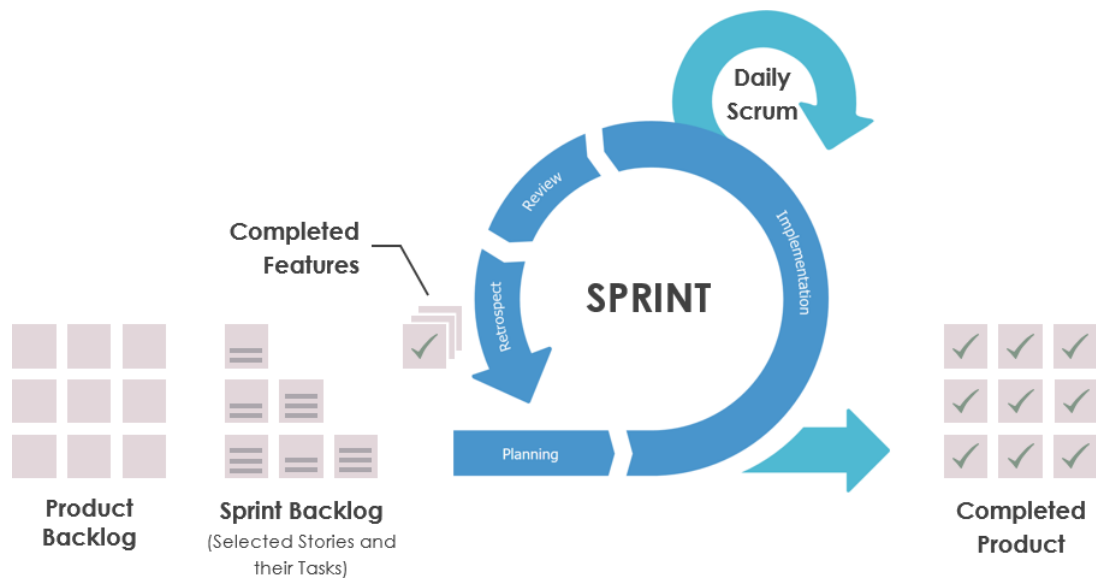 Daily
Scrum
Review
Implementation
Completed
Features
SPRINT
Retrospect
Planning
Product
Backlog
Sprint Backlog
(Selected Stories and
their Tasks)
Completed
Product